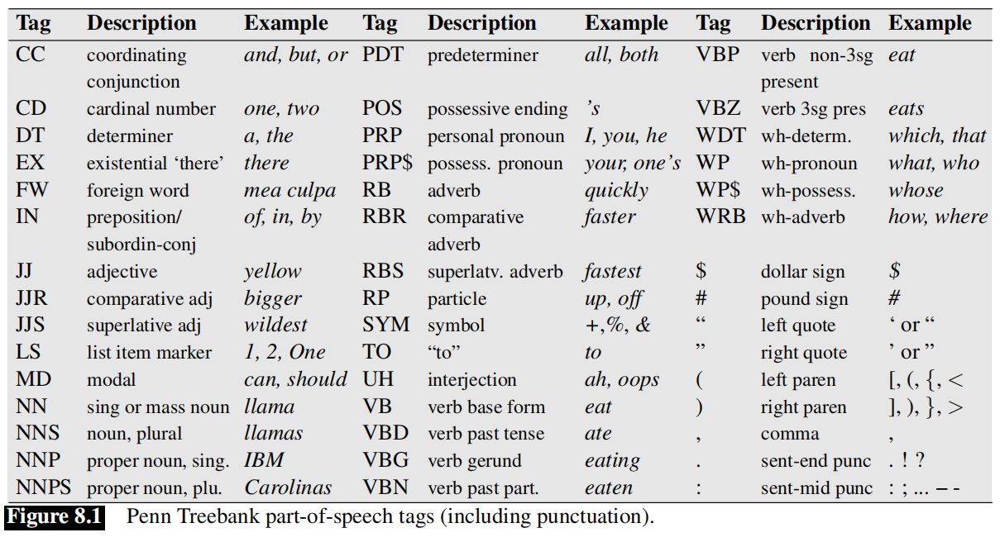 Tag Description Example Tag Description Example Tag Description Example
CC coordinating and, but, or PDT predeterminer all, both VBP verb non-3sg eat
conjunction present
CD cardinal number one, two POS possessive ending ’s VBZ verb 3sg pres eats
DT determiner a, the PRP personal pronoun I, you, he WDT wh-determ. which, that
EX existential ‘there’ there PRP$ possess. pronoun your, one’s WP wh-pronoun what, who
FW foreign word mea culpa RB adverb quickly WP$ wh-possess. whose
IN preposition/ of, in, by RBR comparative faster WRB wh-adverb how, where
subordin-conj adverb
JJ adjective yellow RBS superlatv. adverb fastest $ dollar sign $
JJR comparative adj bigger RP particle up, off # pound sign #
JJS superlative adj wildest SYM symbol +,%, & “ left quote ‘ or “
LS list item marker 1, 2, One TO “to” to ” right quote ’ or ”
MD modal can, should UH interjection ah, oops ( left paren [, (, {, <
NN sing or mass noun llama VB verb base form eat ) right paren ], ), }, >
NNS noun, plural llamas VBD verb past tense ate , comma ,
NNP proper noun, sing. IBM VBG verb gerund eating . sent-end punc . ! ?
NNPS proper noun, plu. Carolinas VBN verb past part. eaten : sent-mid punc : ; ... – -
Figure 8.1 Penn Treebank part-of-speech tags (including punctuation).